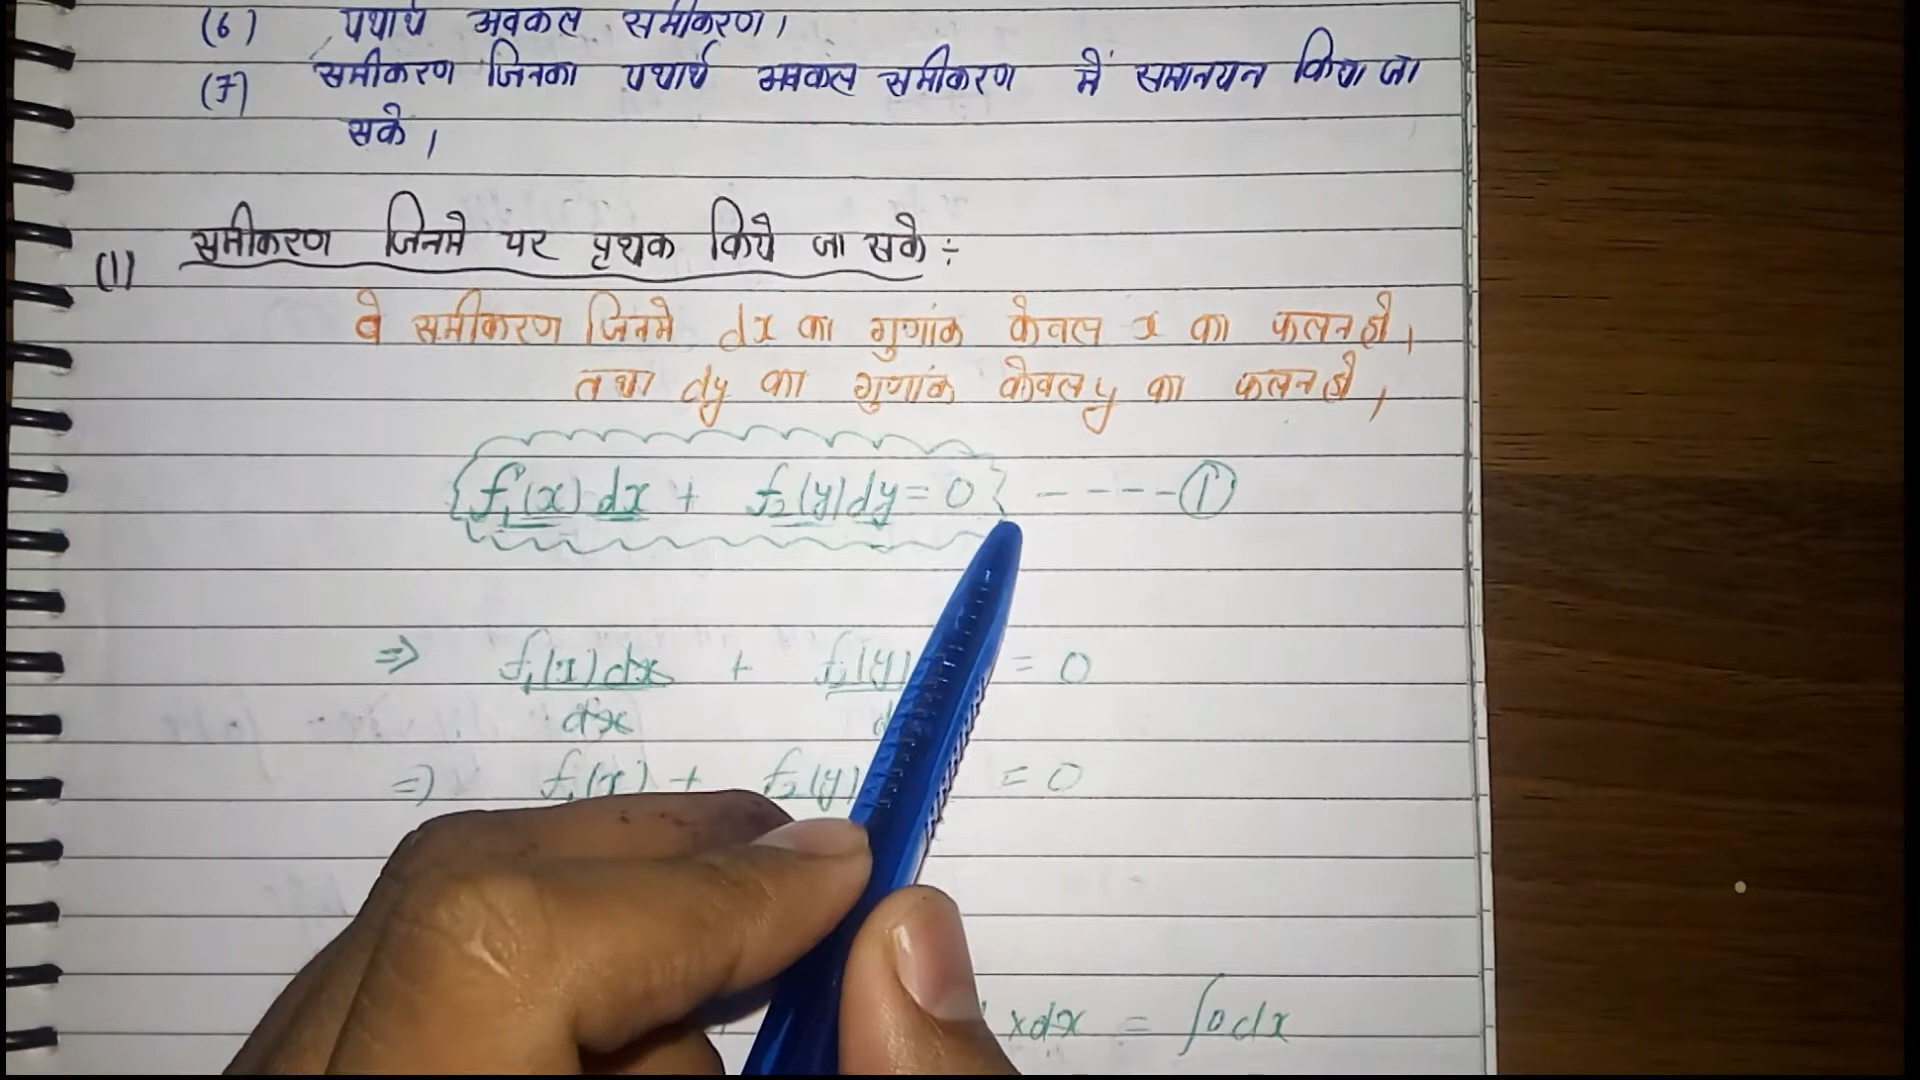 (6) यथार्थ अवकल समीकरण।
(7) समीकरण जिनका यथार्थ अवकल समीकरण में समानयन किया जा
सके।
(1) समीकरण जिनमे चर पृथक किये जा सके ÷
वे समीकरण जिनमे dx का गुणांक केवल x का फलन हो,
तथा dy का गुणांक केवल y का फलन हो,
{f₁(x) dx + f₂(y)dy = 0} - - - - - ①
⇒ f₁(x) dx + f₂(y) = 0
dx d
⇒ f₁(x) + f₂(y) = 0
xdx = ∫0dx